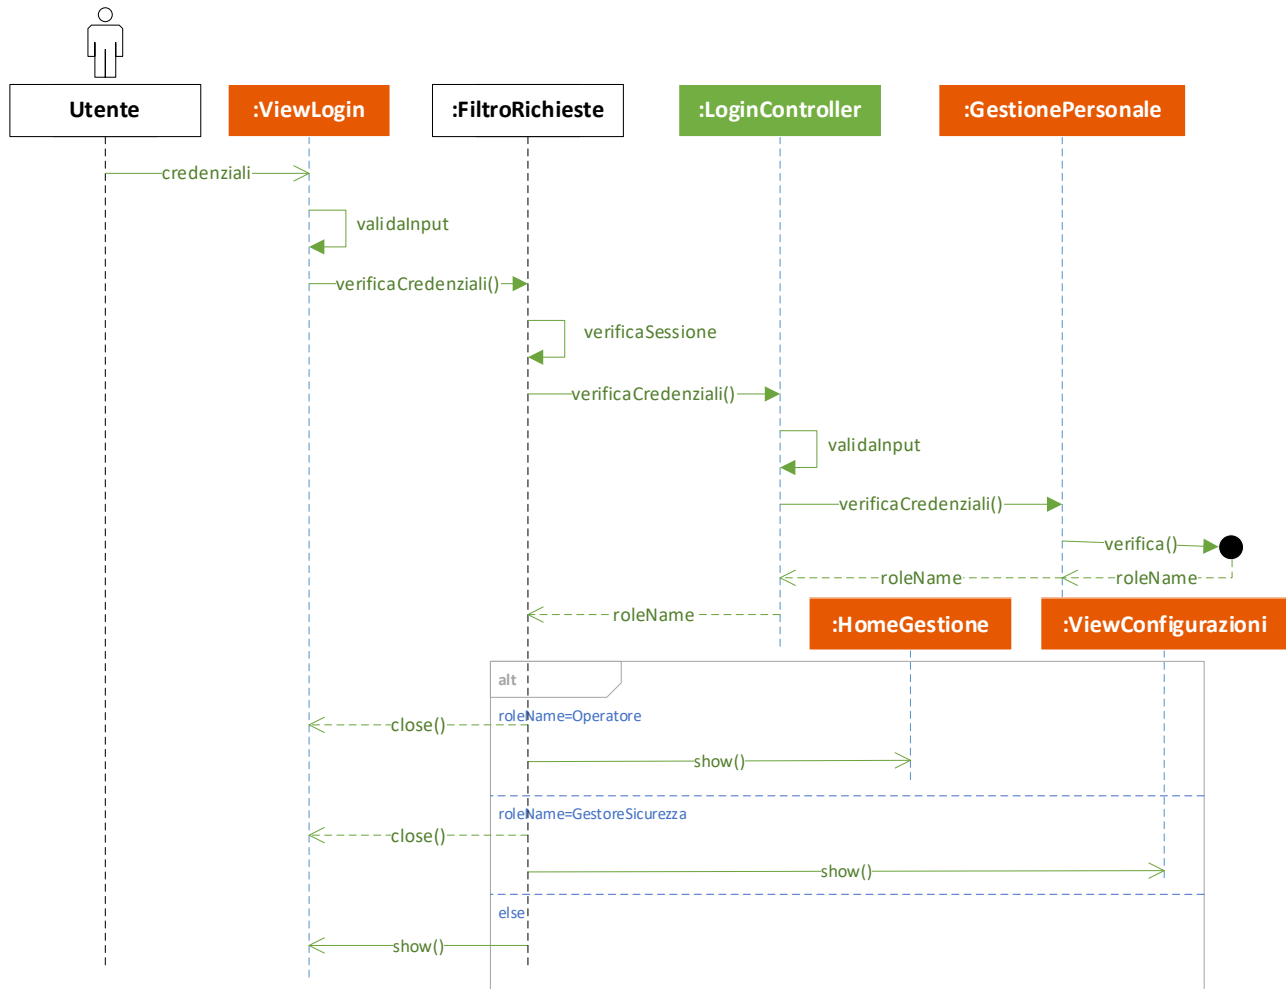 Utente
:ViewLogin
:FiltroRichieste
:LoginController
:GestionePersonale
credenziali
validaInput
verificaCredenziali()
verificaSessione
verificaCredenziali()
validaInput
verificaCredenziali()
verifica()
roleName
roleName
roleName
:HomeGestione
:ViewConfigurazioni
alt
roleName=Operatore
close()
show()
roleName=GestoreSicurezza
close()
show()
else
show()